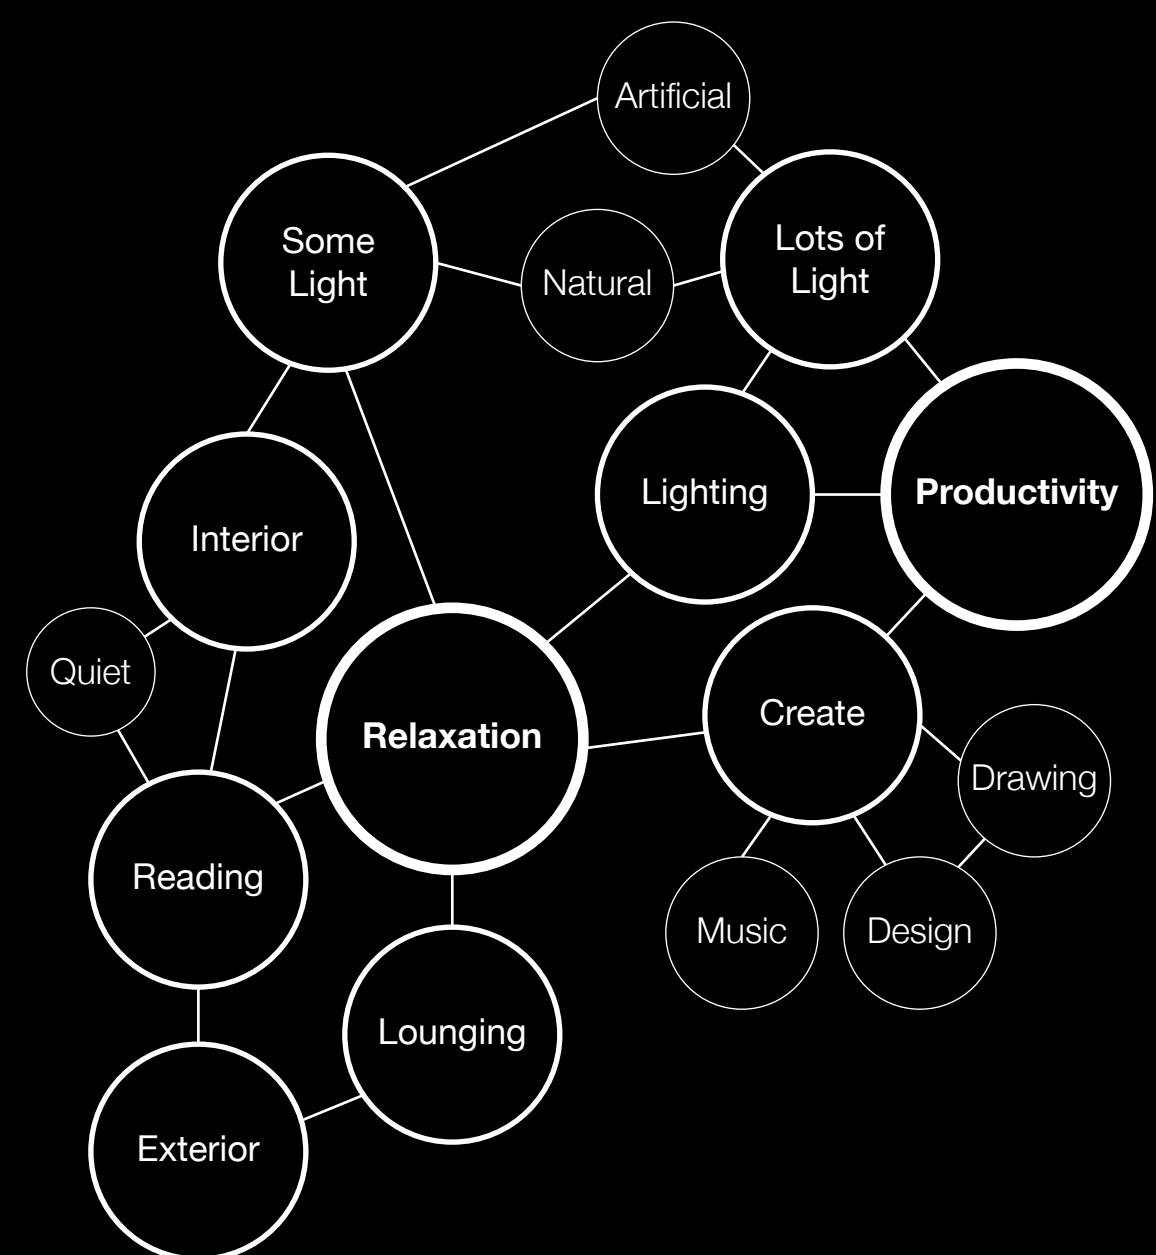 Artificial
Some
Light
Lots of
Light
Natural
Lighting
Productivity
Interior
Quiet
Relaxation
Create
Drawing
Reading
Music
Design
Lounging
Exterior